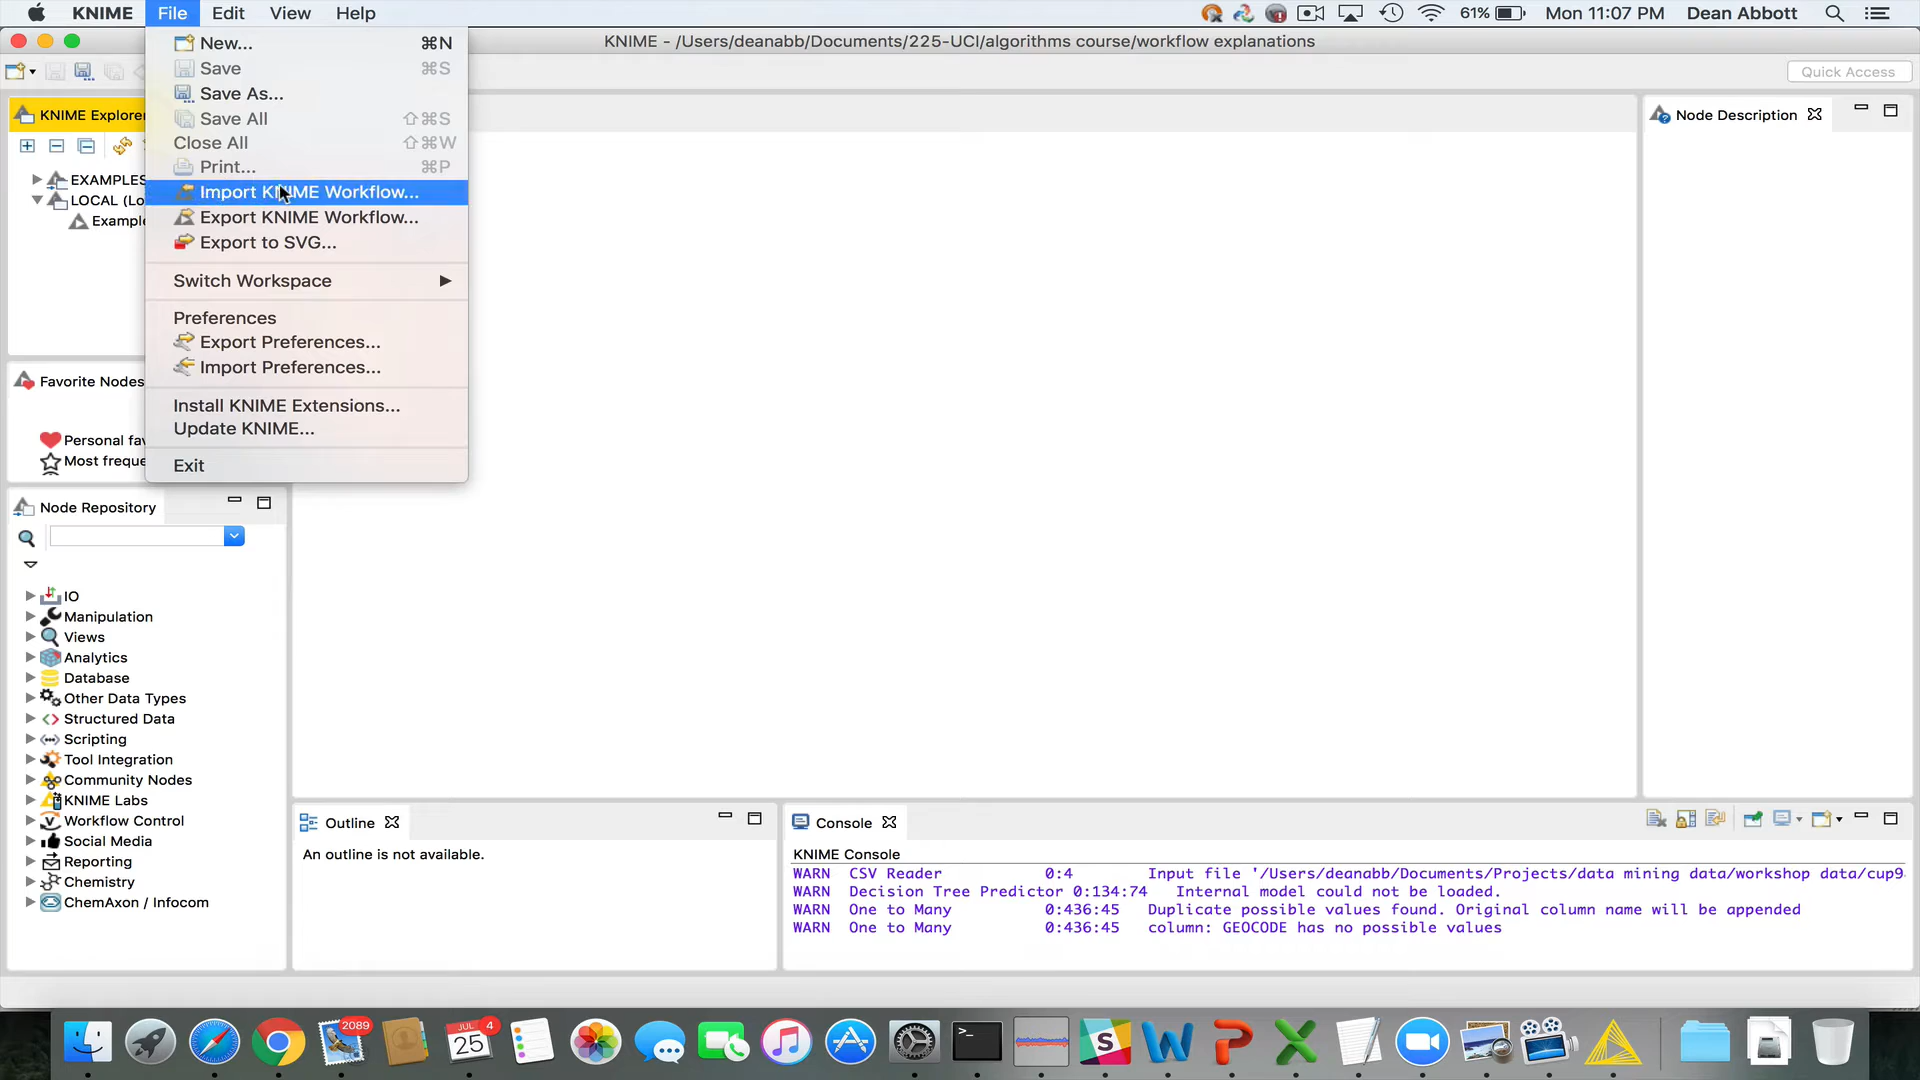 KNIME File Edit View Help 61% Mon 11:07 PM Dean Abbott
KNIME - /Users/deanabb/Documents/225-UCI/algorithms course/workflow explanations
Quick Access
New... ⌘N
Save ⌘S
Save As...
Save All ⇧⌘S
Close All ⇧⌘W
Print... ⌘P
Import KNIME Workflow...
Export KNIME Workflow...
Export to SVG...
Switch Workspace
Preferences
Export Preferences...
Import Preferences...
Install KNIME Extensions...
Update KNIME...
Exit
KNIME Explorer
EXAMPLES
LOCAL (Lo
Example
Favorite Nodes
Personal fav
Most freque
Node Repository
IO
Manipulation
Views
Analytics
Database
Other Data Types
Structured Data
Scripting
Tool Integration
Community Nodes
KNIME Labs
Workflow Control
Social Media
Reporting
Chemistry
ChemAxon / Infocom
Node Description
Outline
An outline is not available.
Console
KNIME Console
WARN CSV Reader 0:4 Input file '/Users/deanabb/Documents/Projects/data mining data/workshop data/cup9
WARN Decision Tree Predictor 0:134:74 Internal model could not be loaded.
WARN One to Many 0:436:45 Duplicate possible values found. Original column name will be appended
WARN One to Many 0:436:45 column: GEOCODE has no possible values
2089
JUL 4
25